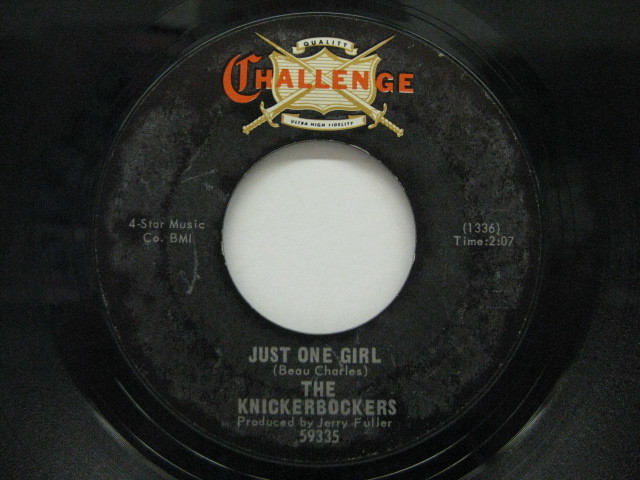 QUALITY
CHALLENGE
ULTRA HIGH FIDELITY
4-Star Music
Co. BMI
(1336)
Time:2:07
JUST ONE GIRL
(Beau Charles)
THE
KNICKERBOCKERS
Produced by Jerry Fuller
59335